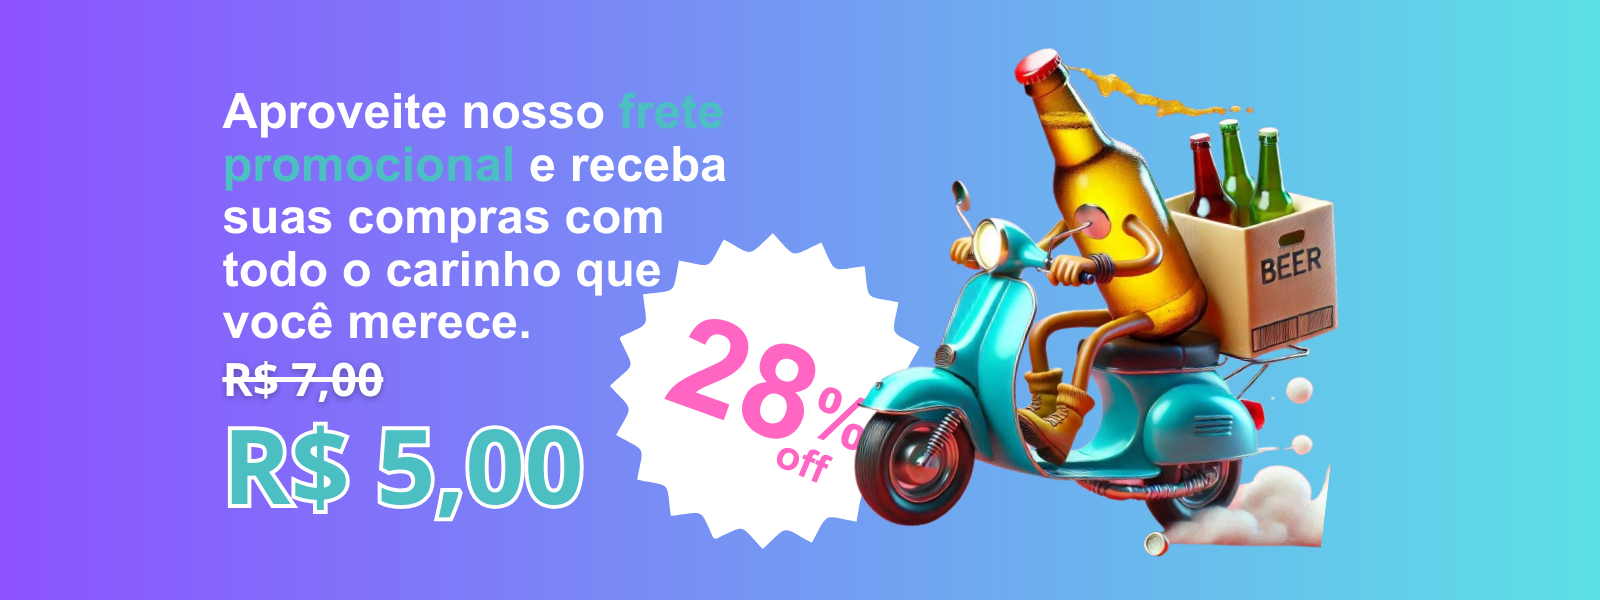 Aproveite nosso frete
promocional e receba
suas compras com
todo o carinho que
você merece.
R$ 7,00
R$ 5,00
28%
off
BEER